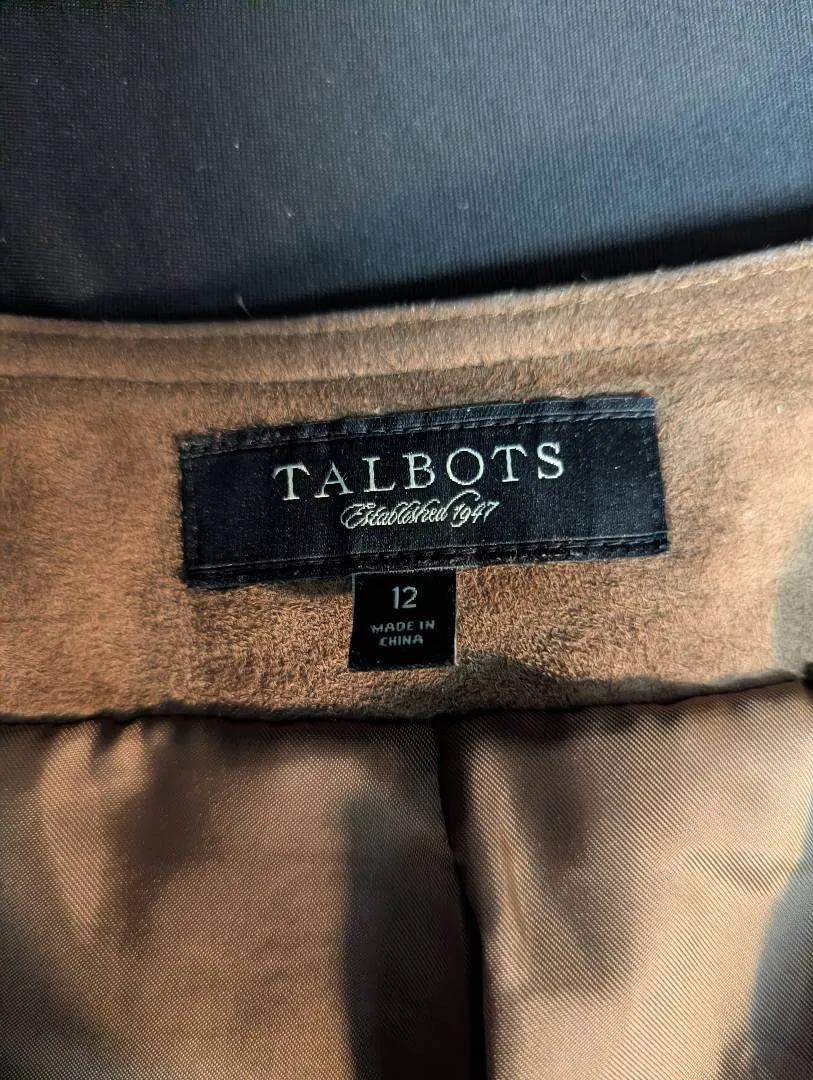 TALBOTS
Established 1947
12
MADE IN
CHINA